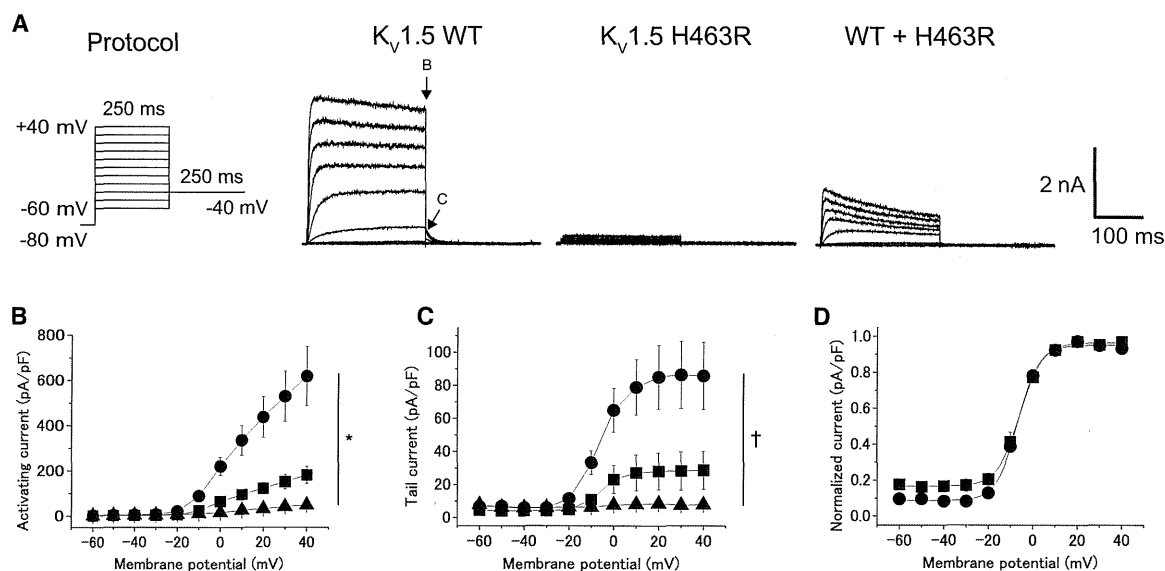 A
Protocol
K_V1.5 WT
K_V1.5 H463R
WT + H463R
250 ms
+40 mV
250 ms
-60 mV
-40 mV
-80 mV
B
C
2 nA
100 ms
B
Activating current (pA/pF)
800
600
400
200
0
-60 -40 -20 0 20 40
Membrane potential (mV)
*
C
Tail current (pA/pF)
100
80
60
40
20
0
-60 -40 -20 0 20 40
Membrane potential (mV)
†
D
Normalized current (pA/pF)
1.0
0.8
0.6
0.4
0.2
0.0
-60 -40 -20 0 20 40
Membrane potential (mV)